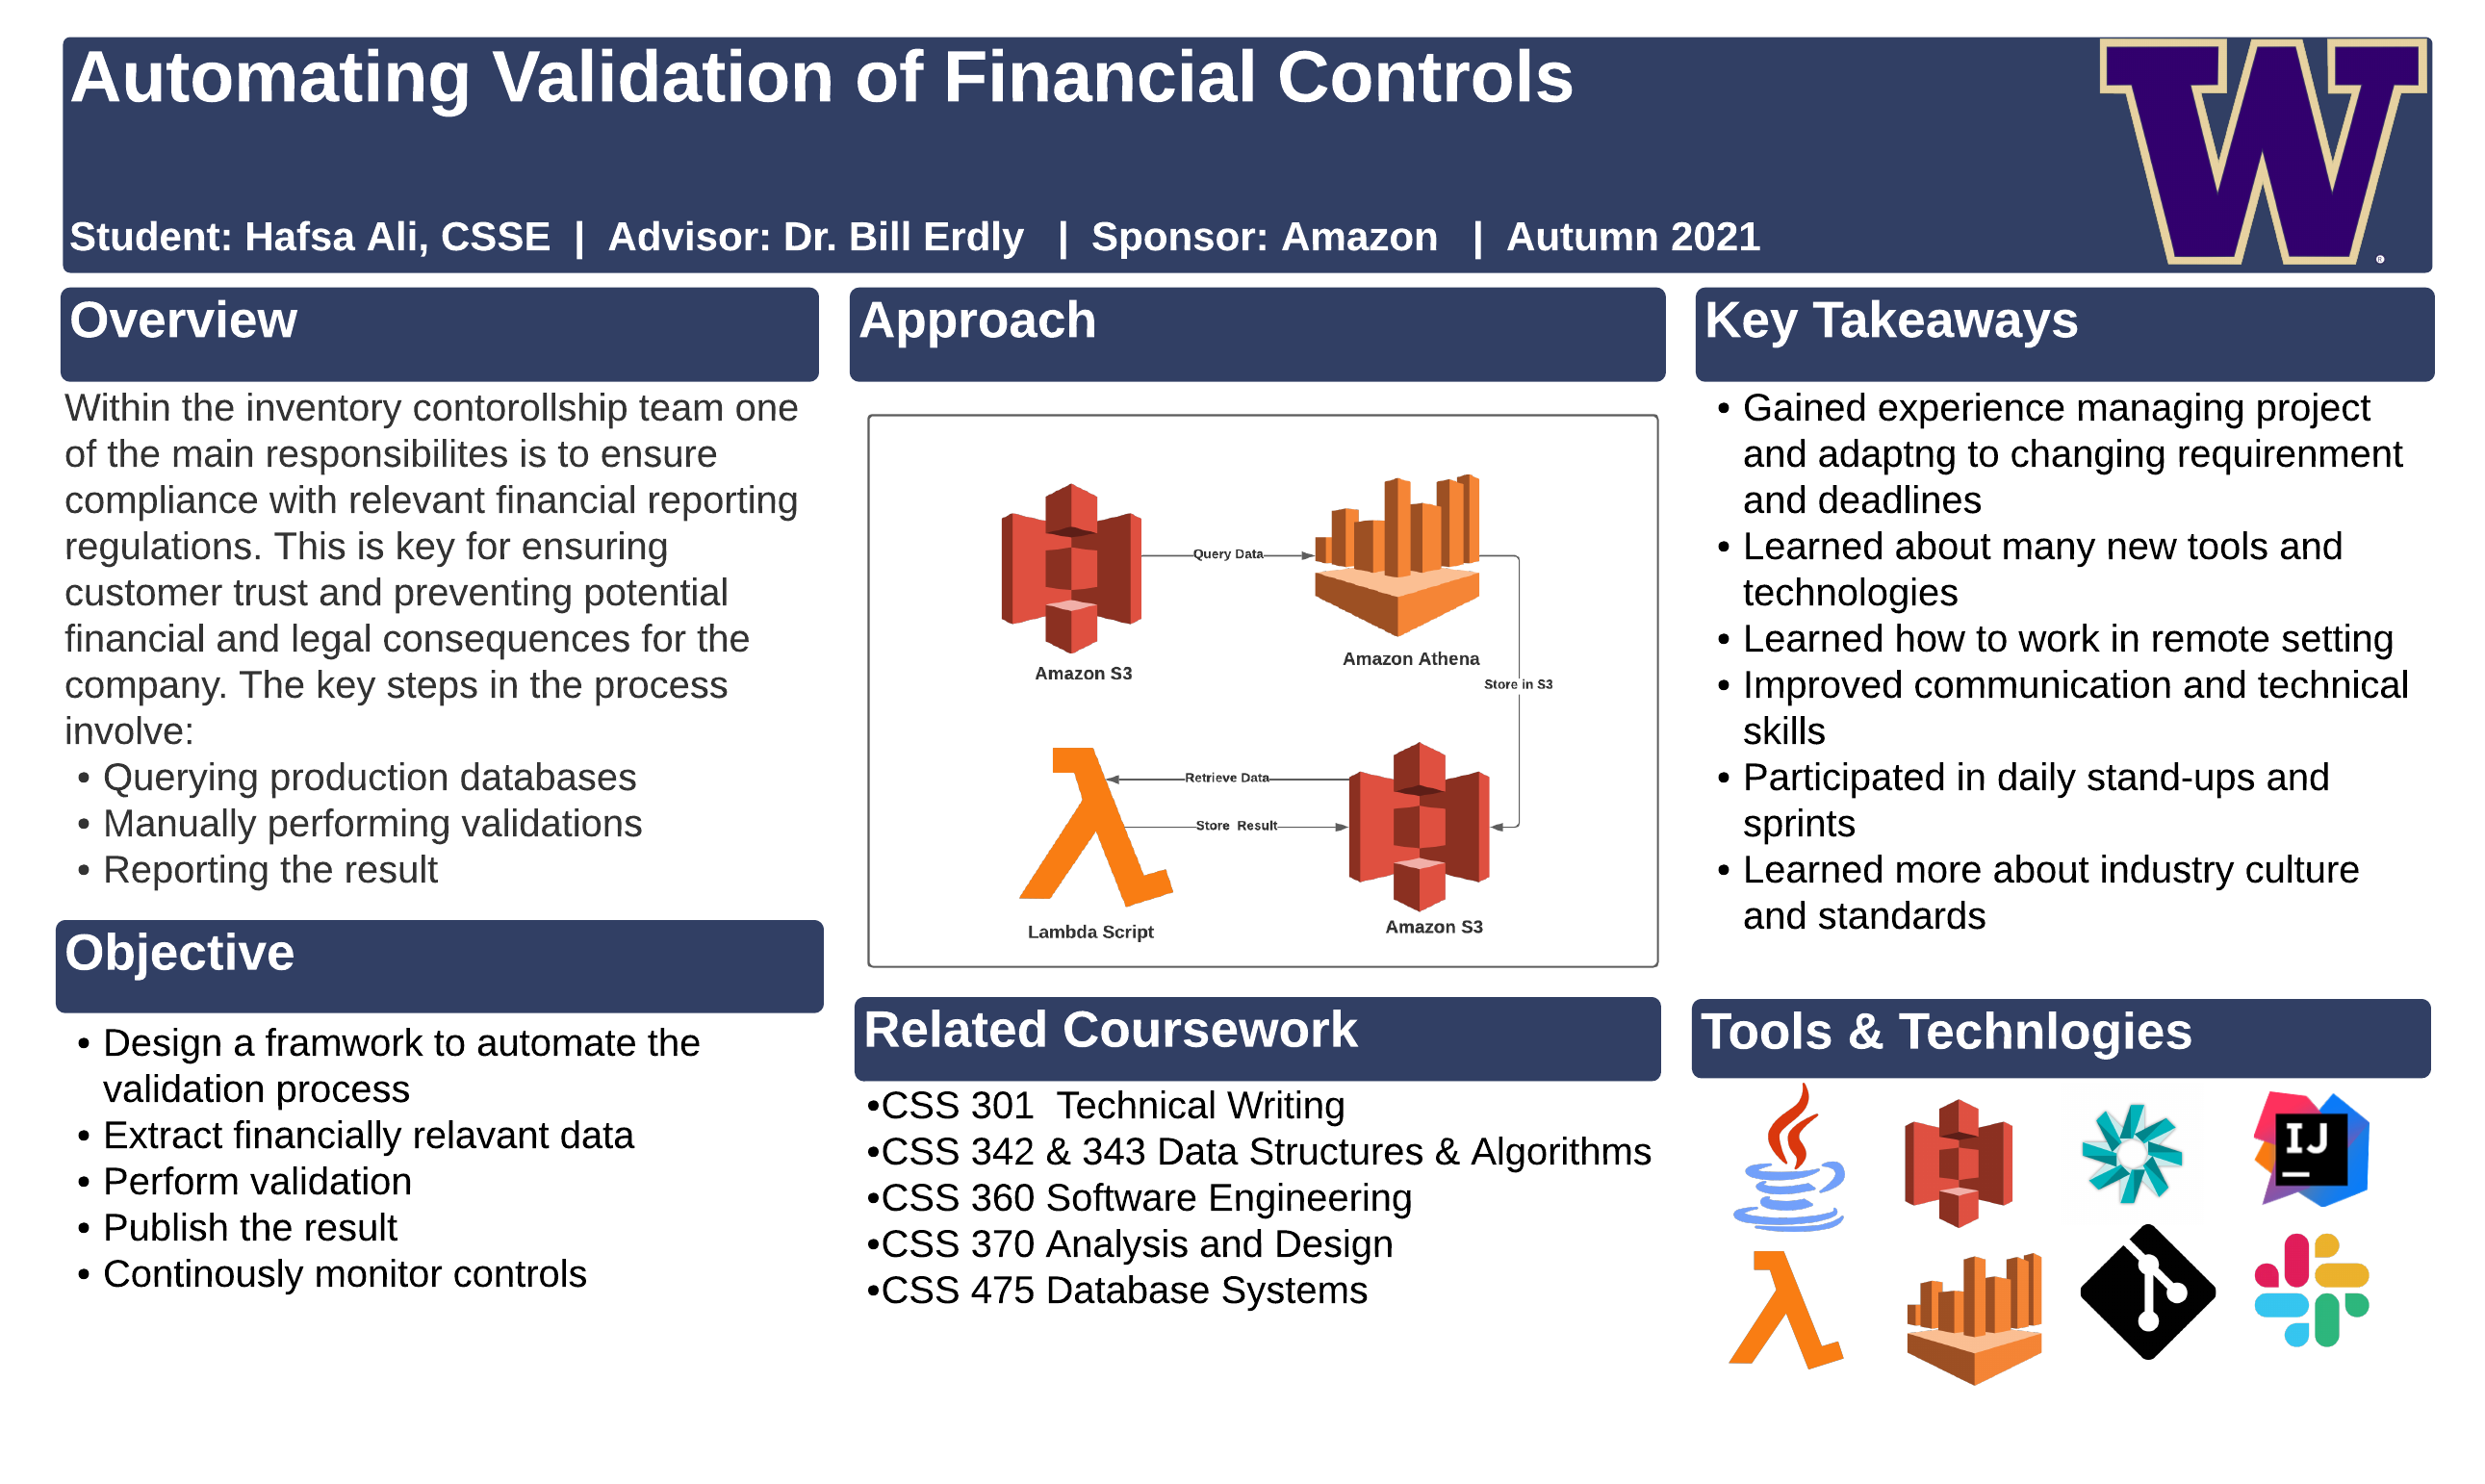 Automating Validation of Financial Controls
Student: Hafsa Ali, CSSE | Advisor: Dr. Bill Erdly | Sponsor: Amazon | Autumn 2021
W
®
Overview
Within the inventory contorollship team one
of the main responsibilites is to ensure
compliance with relevant financial reporting
regulations. This is key for ensuring
customer trust and preventing potential
financial and legal consequences for the
company. The key steps in the process
involve:
• Querying production databases
• Manually performing validations
• Reporting the result
Objective
• Design a framwork to automate the
validation process
• Extract financially relavant data
• Perform validation
• Publish the result
• Continously monitor controls
Approach
Query Data
Amazon S3
Amazon Athena
Store in S3
Retrieve Data
Store Result
Lambda Script
Amazon S3
Related Coursework
•CSS 301 Technical Writing
•CSS 342 & 343 Data Structures & Algorithms
•CSS 360 Software Engineering
•CSS 370 Analysis and Design
•CSS 475 Database Systems
Key Takeaways
• Gained experience managing project
and adaptng to changing requirenment
and deadlines
• Learned about many new tools and
technologies
• Learned how to work in remote setting
• Improved communication and technical
skills
• Participated in daily stand-ups and
sprints
• Learned more about industry culture
and standards
Tools & Technlogies
IJ